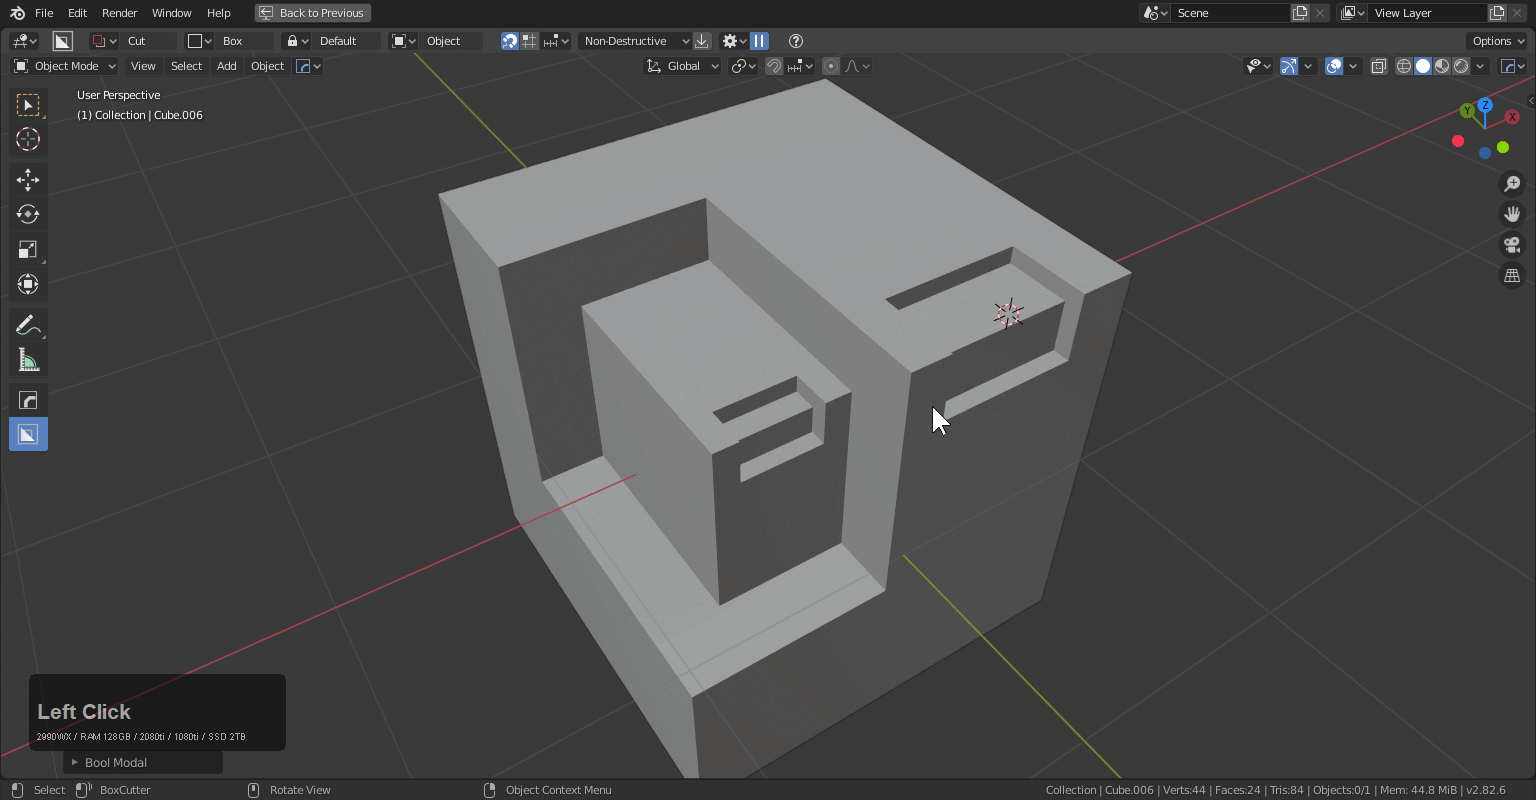 File Edit Render Window Help Back to Previous Scene View Layer
Cut Box Default Object Non-Destructive Options
Object Mode View Select Add Object Global
User Perspective
(1) Collection | Cube.006
Z
Y
X
Left Click
2990WX / RAM 128GB / 2080ti / 1080ti / SSD 2TB
Bool Modal
Select BoxCutter Rotate View Object Context Menu Collection | Cube.006 | Verts:44 | Faces:24 | Tris:84 | Objects:0/1 | Mem: 44.8 MiB | v2.82.6